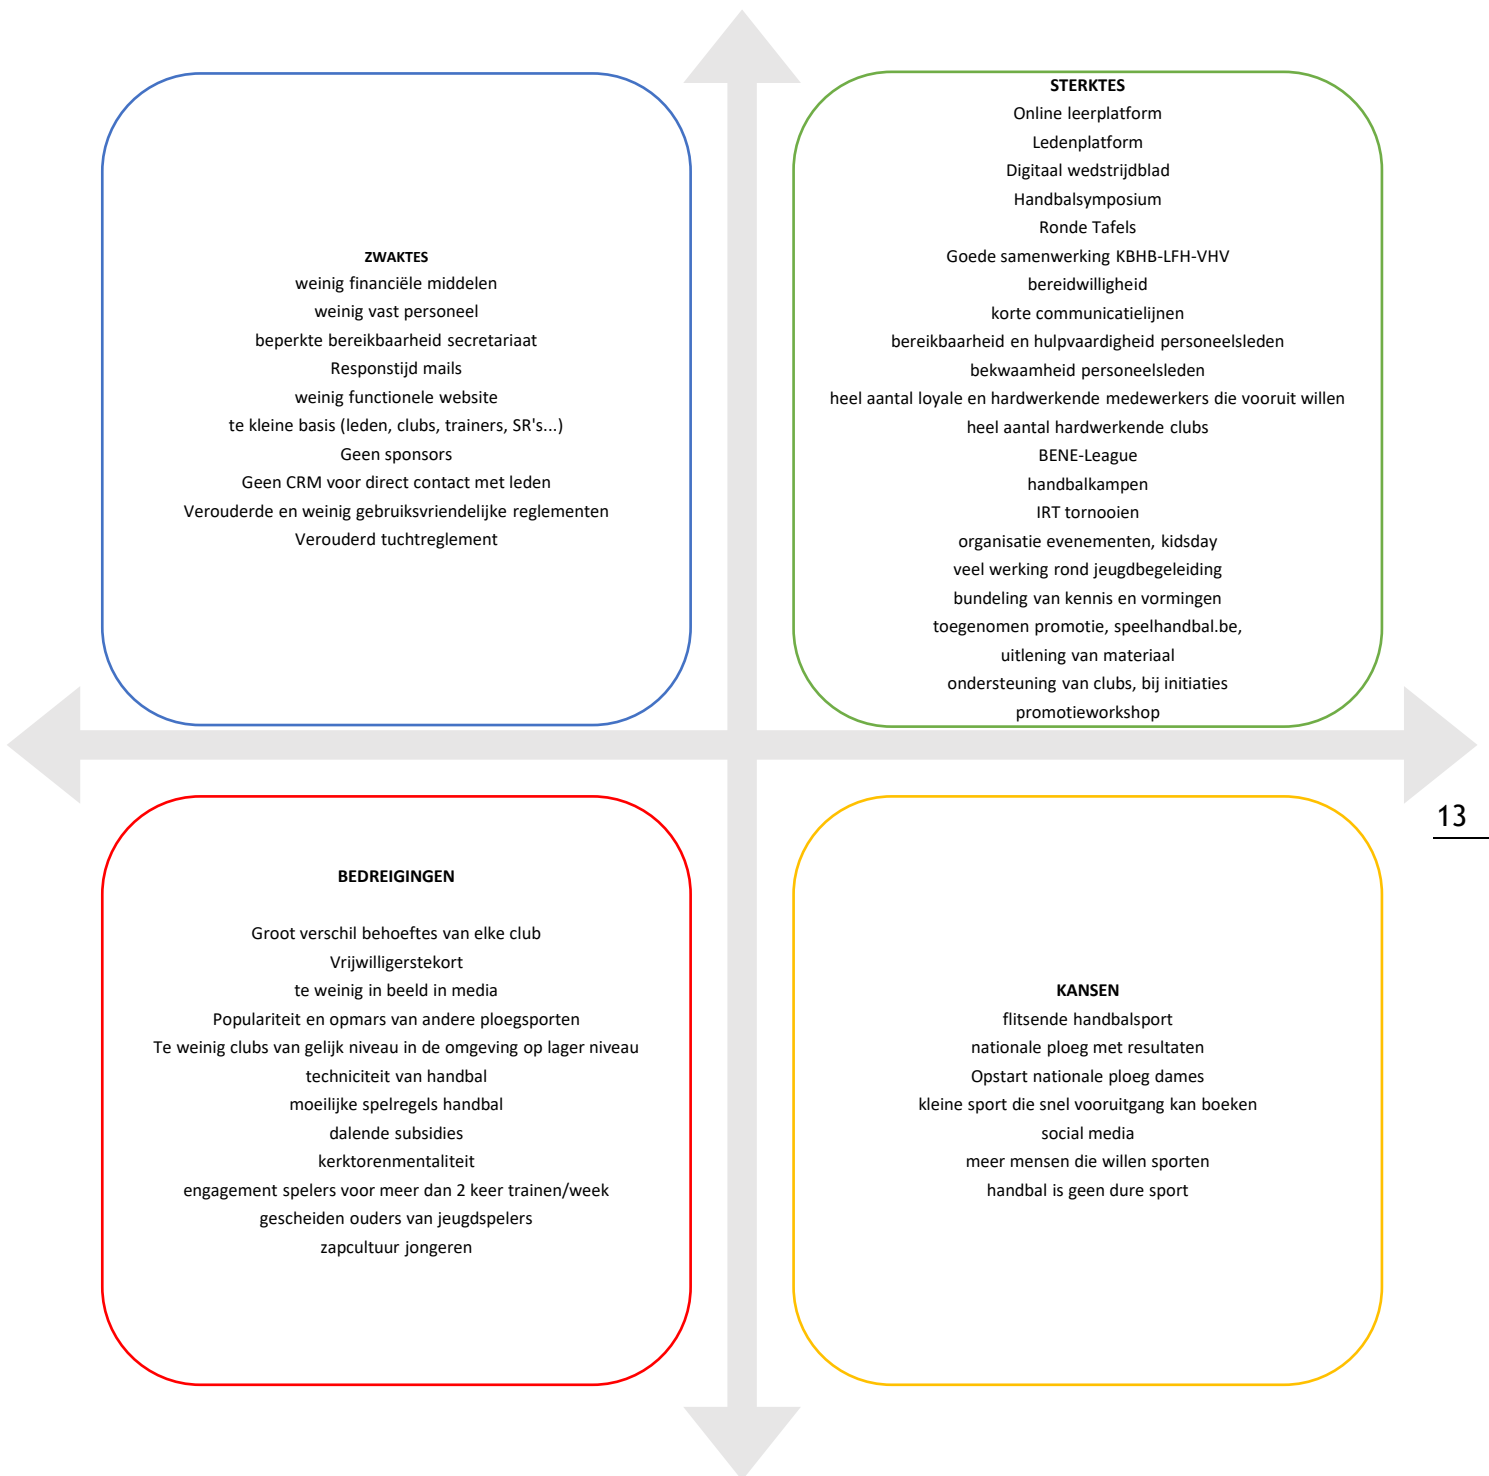 ZWAKTES
weinig financiële middelen
weinig vast personeel
beperkte bereikbaarheid secretariaat
Responstijd mails
weinig functionele website
te kleine basis (leden, clubs, trainers, SR's...)
Geen sponsors
Geen CRM voor direct contact met leden
Verouderde en weinig gebruiksvriendelijke reglementen
Verouderd tuchtreglement
STERKTES
Online leerplatform
Ledenplatform
Digitaal wedstrijdblad
Handbalsymposium
Ronde Tafels
Goede samenwerking KBHB-LFH-VHV
bereidwilligheid
korte communicatielijnen
bereikbaarheid en hulpvaardigheid personeelsleden
bekwaamheid personeelsleden
heel aantal loyale en hardwerkende medewerkers die vooruit willen
heel aantal hardwerkende clubs
BENE-League
handbalkampen
IRT tornooien
organisatie evenementen, kidsday
veel werking rond jeugdbegeleiding
bundeling van kennis en vormingen
toegenomen promotie, speelhandbal.be,
uitlening van materiaal
ondersteuning van clubs, bij initiaties
promotieworkshop
13
BEDREIGINGEN
Groot verschil behoeftes van elke club
Vrijwilligerstekort
te weinig in beeld in media
Populariteit en opmars van andere ploegsporten
Te weinig clubs van gelijk niveau in de omgeving op lager niveau
techniciteit van handbal
moeilijke spelregels handbal
dalende subsidies
kerktorenmentaliteit
engagement spelers voor meer dan 2 keer trainen/week
gescheiden ouders van jeugdspelers
zapcultuur jongeren
KANSEN
flitsende handbalsport
nationale ploeg met resultaten
Opstart nationale ploeg dames
kleine sport die snel vooruitgang kan boeken
social media
meer mensen die willen sporten
handbal is geen dure sport